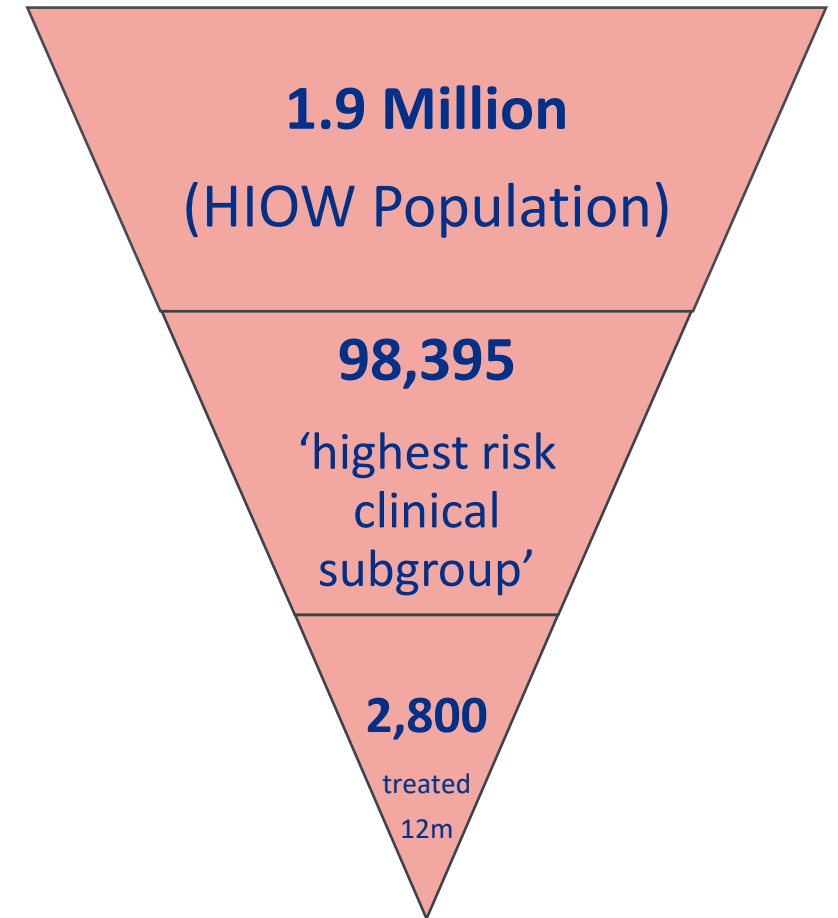 1.9 Million
(HIOW Population)
98,395
‘highest risk
clinical
subgroup’
2,800
treated
12m